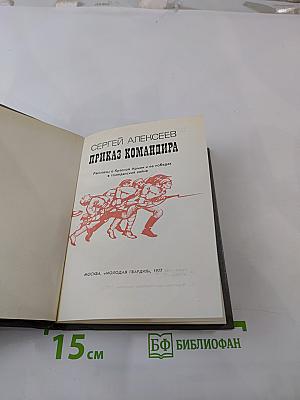 СЕРГЕЙ АЛЕКСЕЕВ
ПРИКАЗ КОМАНДИРА
Рассказы о Красной Армии и ее победах
в гражданской войне
МОСКВА, «МОЛОДАЯ ГВАРДИЯ», 1977
15 см
БФ БИБЛИОФАН